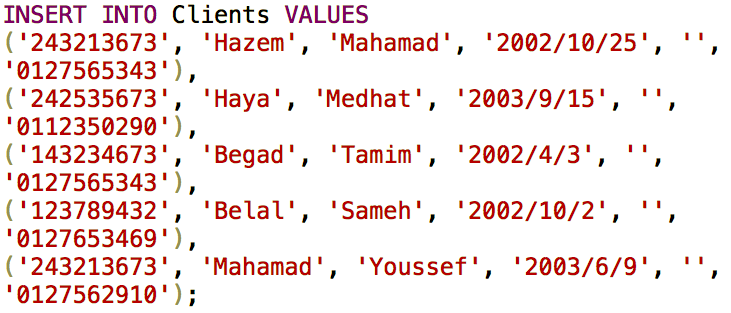 INSERT INTO Clients VALUES
('243213673', 'Hazem', 'Mahamad', '2002/10/25', '',
'0127565343'),
('242535673', 'Haya', 'Medhat', '2003/9/15', '',
'0112350290'),
('143234673', 'Begad', 'Tamim', '2002/4/3', '',
'0127565343'),
('123789432', 'Belal', 'Sameh', '2002/10/2', '',
'0127653469'),
('243213673', 'Mahamad', 'Youssef', '2003/6/9', '',
'0127562910');